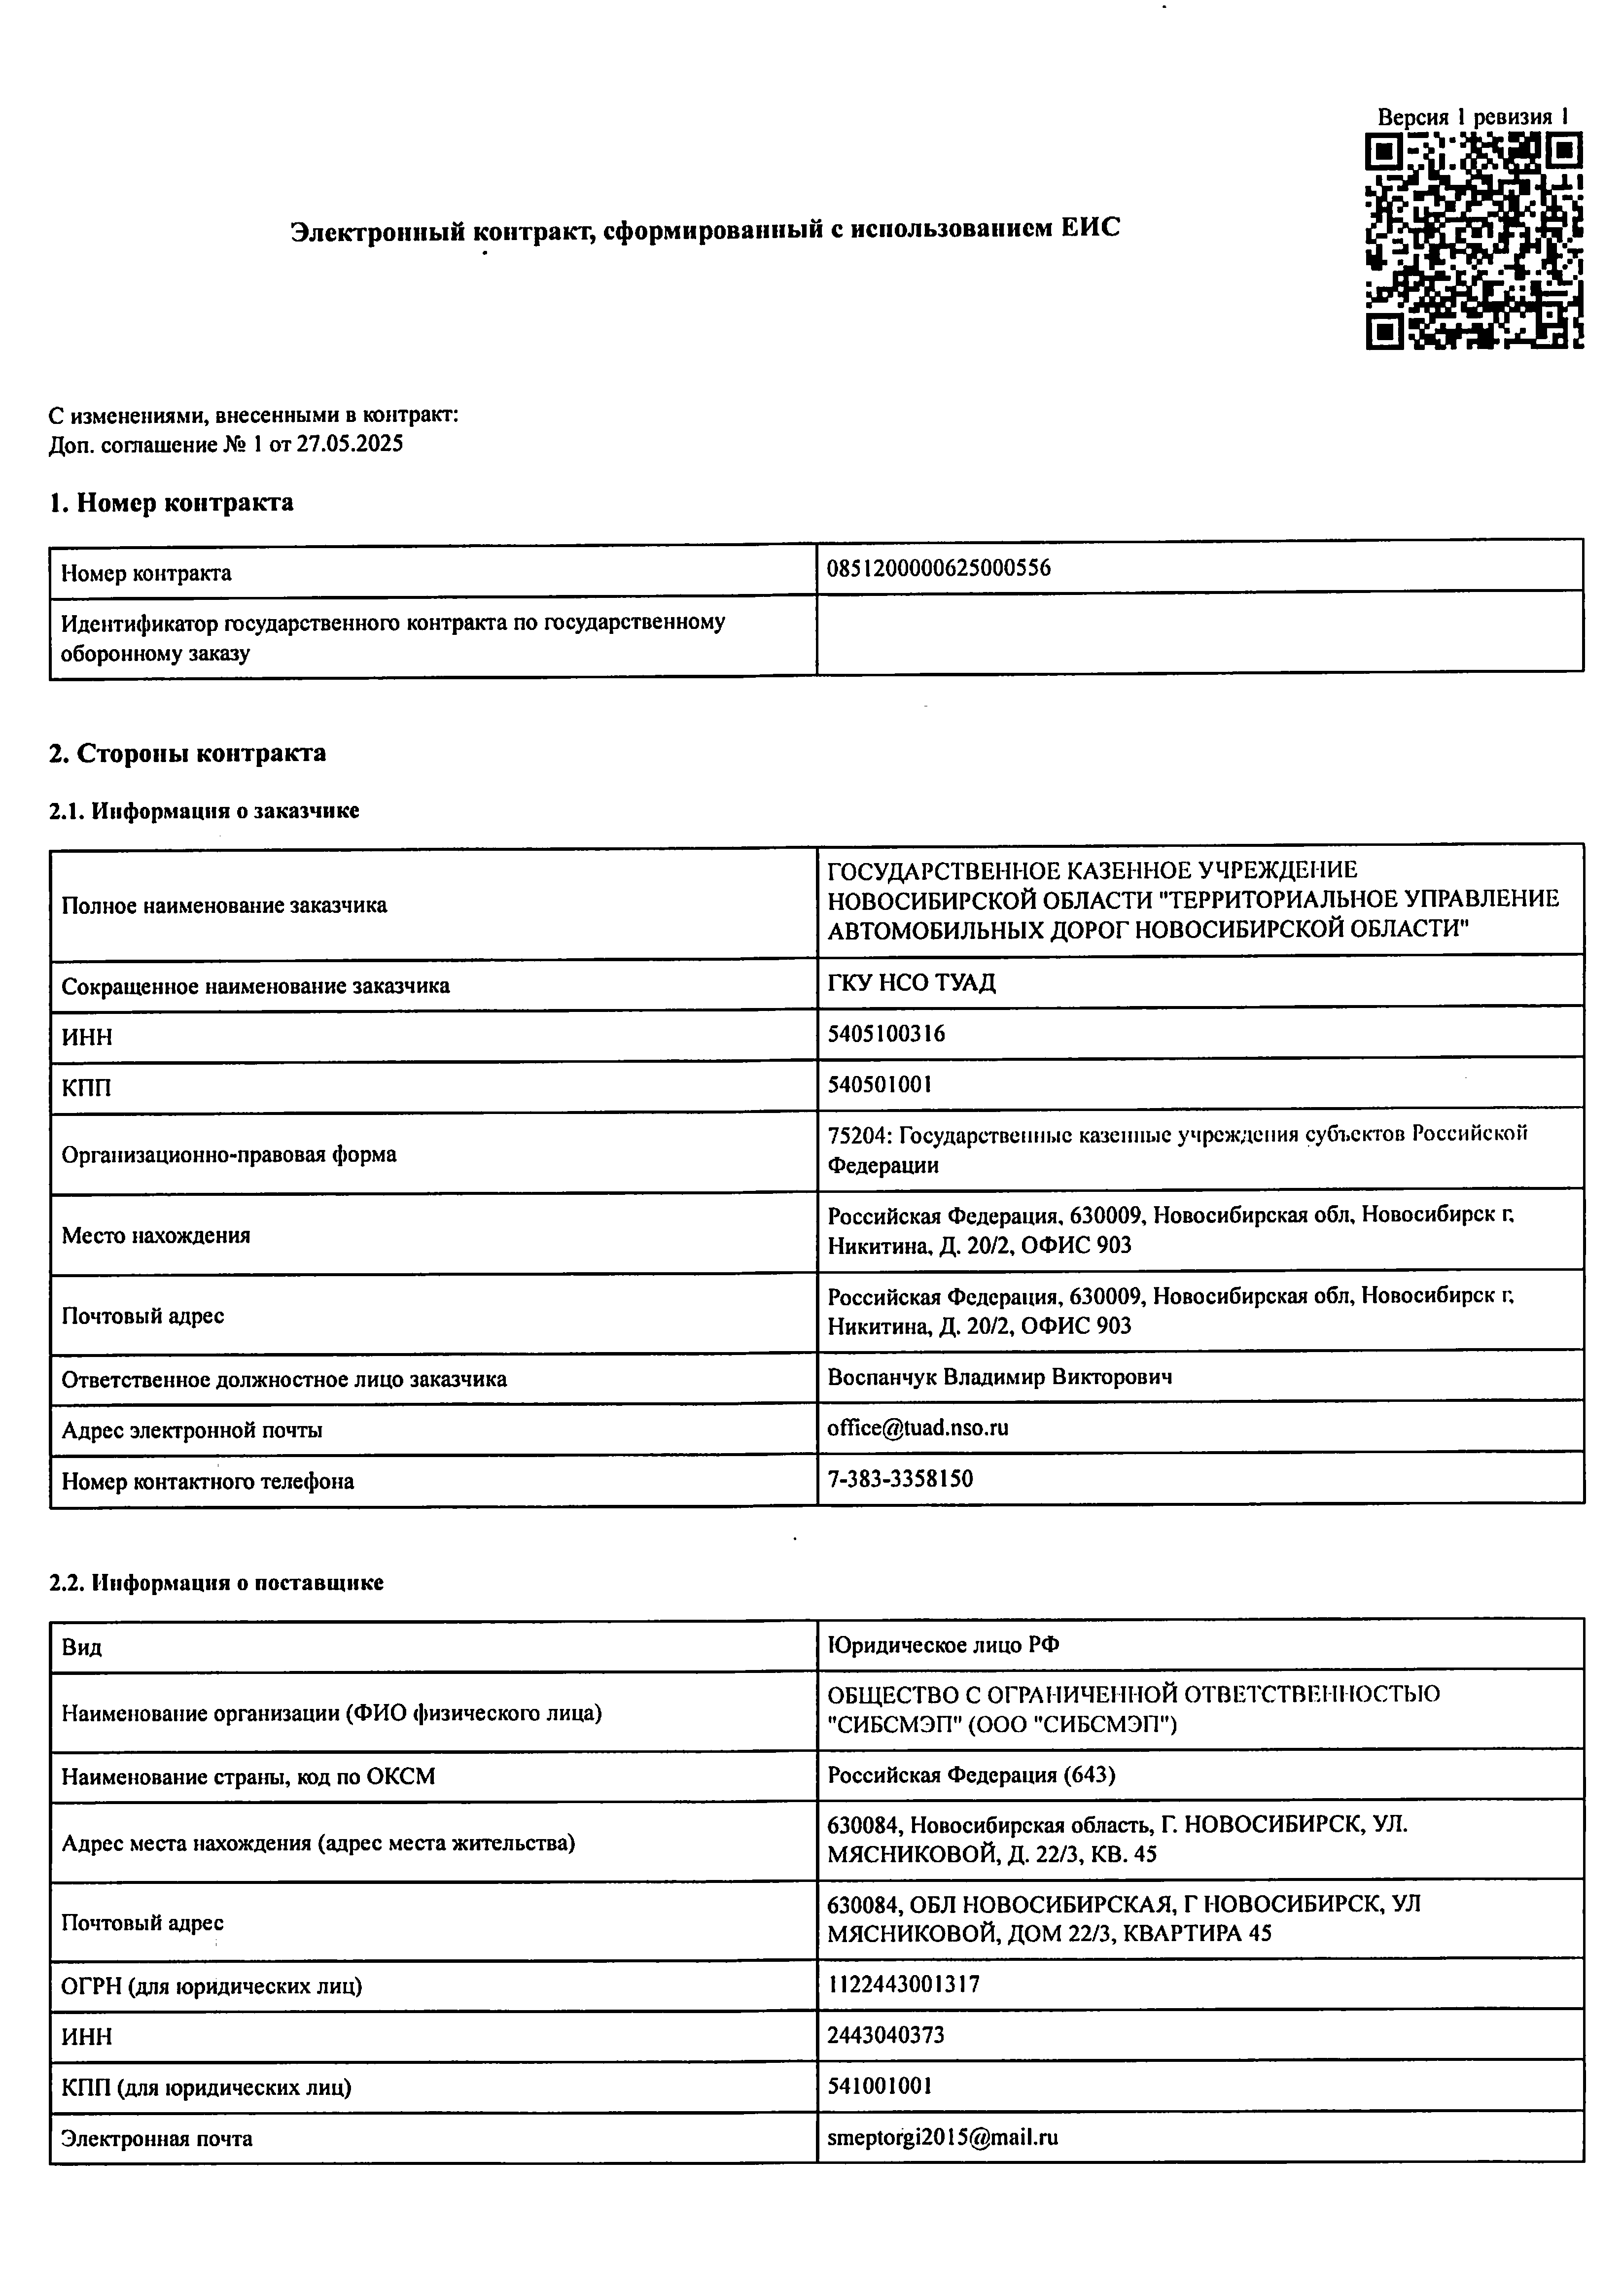 Версия 1 ревизия 1
Электронный контракт, сформированный с использованием ЕИС
С изменениями, внесенными в контракт:
Доп. соглашение № 1 от 27.05.2025
1. Номер контракта
Номер контракта
0851200000625000556
Идентификатор государственного контракта по государственному
оборонному заказу
2. Стороны контракта
2.1. Информация о заказчике
Полное наименование заказчика
ГОСУДАРСТВЕННОЕ КАЗЕННОЕ УЧРЕЖДЕНИЕ
НОВОСИБИРСКОЙ ОБЛАСТИ "ТЕРРИТОРИАЛЬНОЕ УПРАВЛЕНИЕ
АВТОМОБИЛЬНЫХ ДОРОГ НОВОСИБИРСКОЙ ОБЛАСТИ"
Сокращенное наименование заказчика
ГКУ НСО ТУАД
ИНН
5405100316
КПП
540501001
Организационно-правовая форма
75204: Государственные казенные учреждения субъектов Российской
Федерации
Место нахождения
Российская Федерация, 630009, Новосибирская обл, Новосибирск г,
Никитина, Д. 20/2, ОФИС 903
Почтовый адрес
Российская Федерация, 630009, Новосибирская обл, Новосибирск г,
Никитина, Д. 20/2, ОФИС 903
Ответственное должностное лицо заказчика
Воспанчук Владимир Викторович
Адрес электронной почты
office@tuad.nso.ru
Номер контактного телефона
7-383-3358150
2.2. Информация о поставщике
Вид
Юридическое лицо РФ
Наименование организации (ФИО физического лица)
ОБЩЕСТВО С ОГРАНИЧЕННОЙ ОТВЕТСТВЕННОСТЬЮ
"СИБСМЭП" (ООО "СИБСМЭП")
Наименование страны, код по ОКСМ
Российская Федерация (643)
Адрес места нахождения (адрес места жительства)
630084, Новосибирская область, Г. НОВОСИБИРСК, УЛ.
МЯСНИКОВОЙ, Д. 22/3, КВ. 45
Почтовый адрес
630084, ОБЛ НОВОСИБИРСКАЯ, Г НОВОСИБИРСК, УЛ
МЯСНИКОВОЙ, ДОМ 22/3, КВАРТИРА 45
ОГРН (для юридических лиц)
1122443001317
ИНН
2443040373
КПП (для юридических лиц)
541001001
Электронная почта
smeptorgi2015@mail.ru